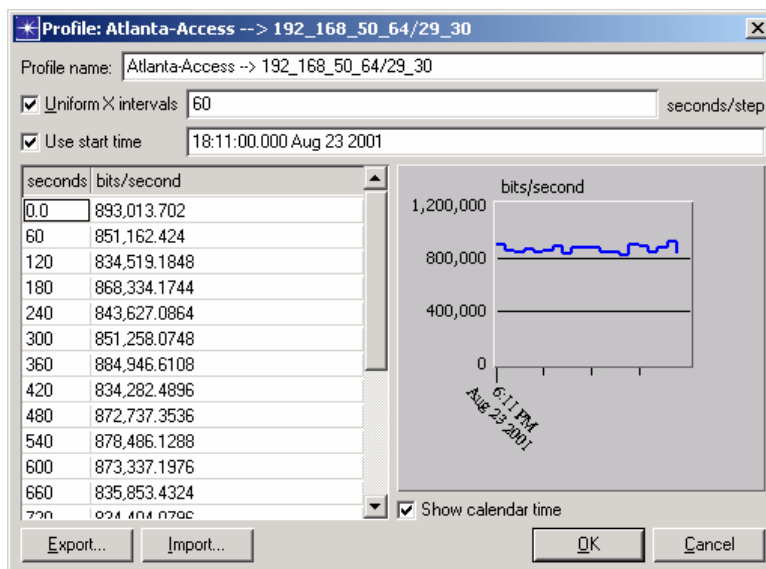 Profile: Atlanta-Access --> 192_168_50_64/29_30
Profile name: Atlanta-Access --> 192_168_50_64/29_30
Uniform X intervals 60 seconds/step
Use start time 18:11:00.000 Aug 23 2001
seconds bits/second
0.0 893,013.702
60 851,162.424
120 834,519.1848
180 868,334.1744
240 843,627.0864
300 851,258.0748
360 884,946.6108
420 834,282.4896
480 872,737.3536
540 878,486.1288
600 873,337.1976
660 835,853.4324
bits/second
1,200,000
800,000
400,000
0
6:11 PM
Aug 23 2001
Show calendar time
Export... Import... OK Cancel